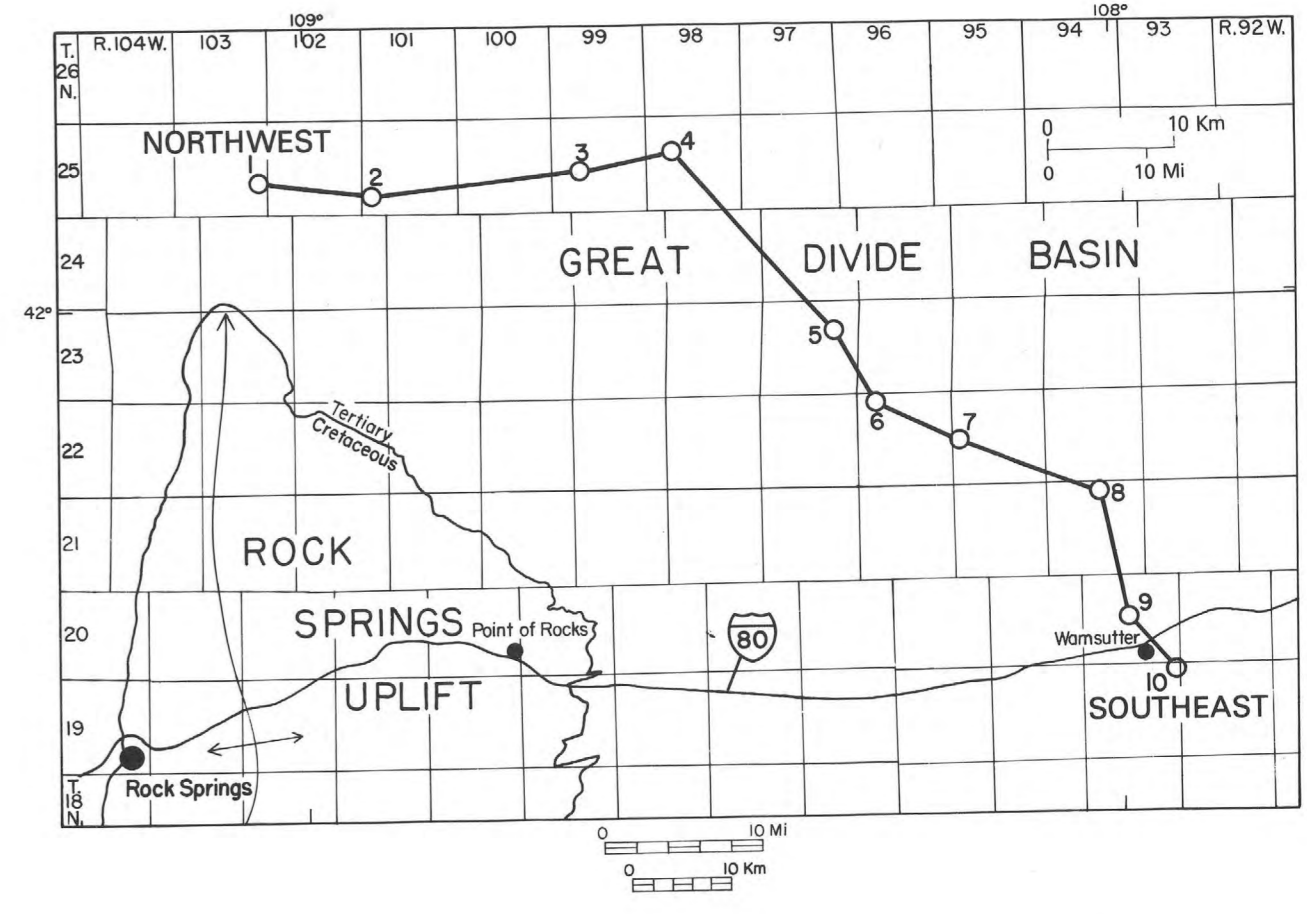 109°
108°
T. 26 N.
R.104W.
103
102
101
100
99
98
97
96
95
94
93
R.92W.
NORTHWEST
0
10 Km
0
10 Mi
25
1
2
3
4
24
GREAT
DIVIDE
BASIN
42°
23
5
6
7
8
Tertiary
Cretaceous
22
21
ROCK
20
SPRINGS
Point of Rocks
80
9
Wamsutter
10
UPLIFT
SOUTHEAST
19
Rock Springs
T. 18 N.
0
10 Mi
0
10 Km